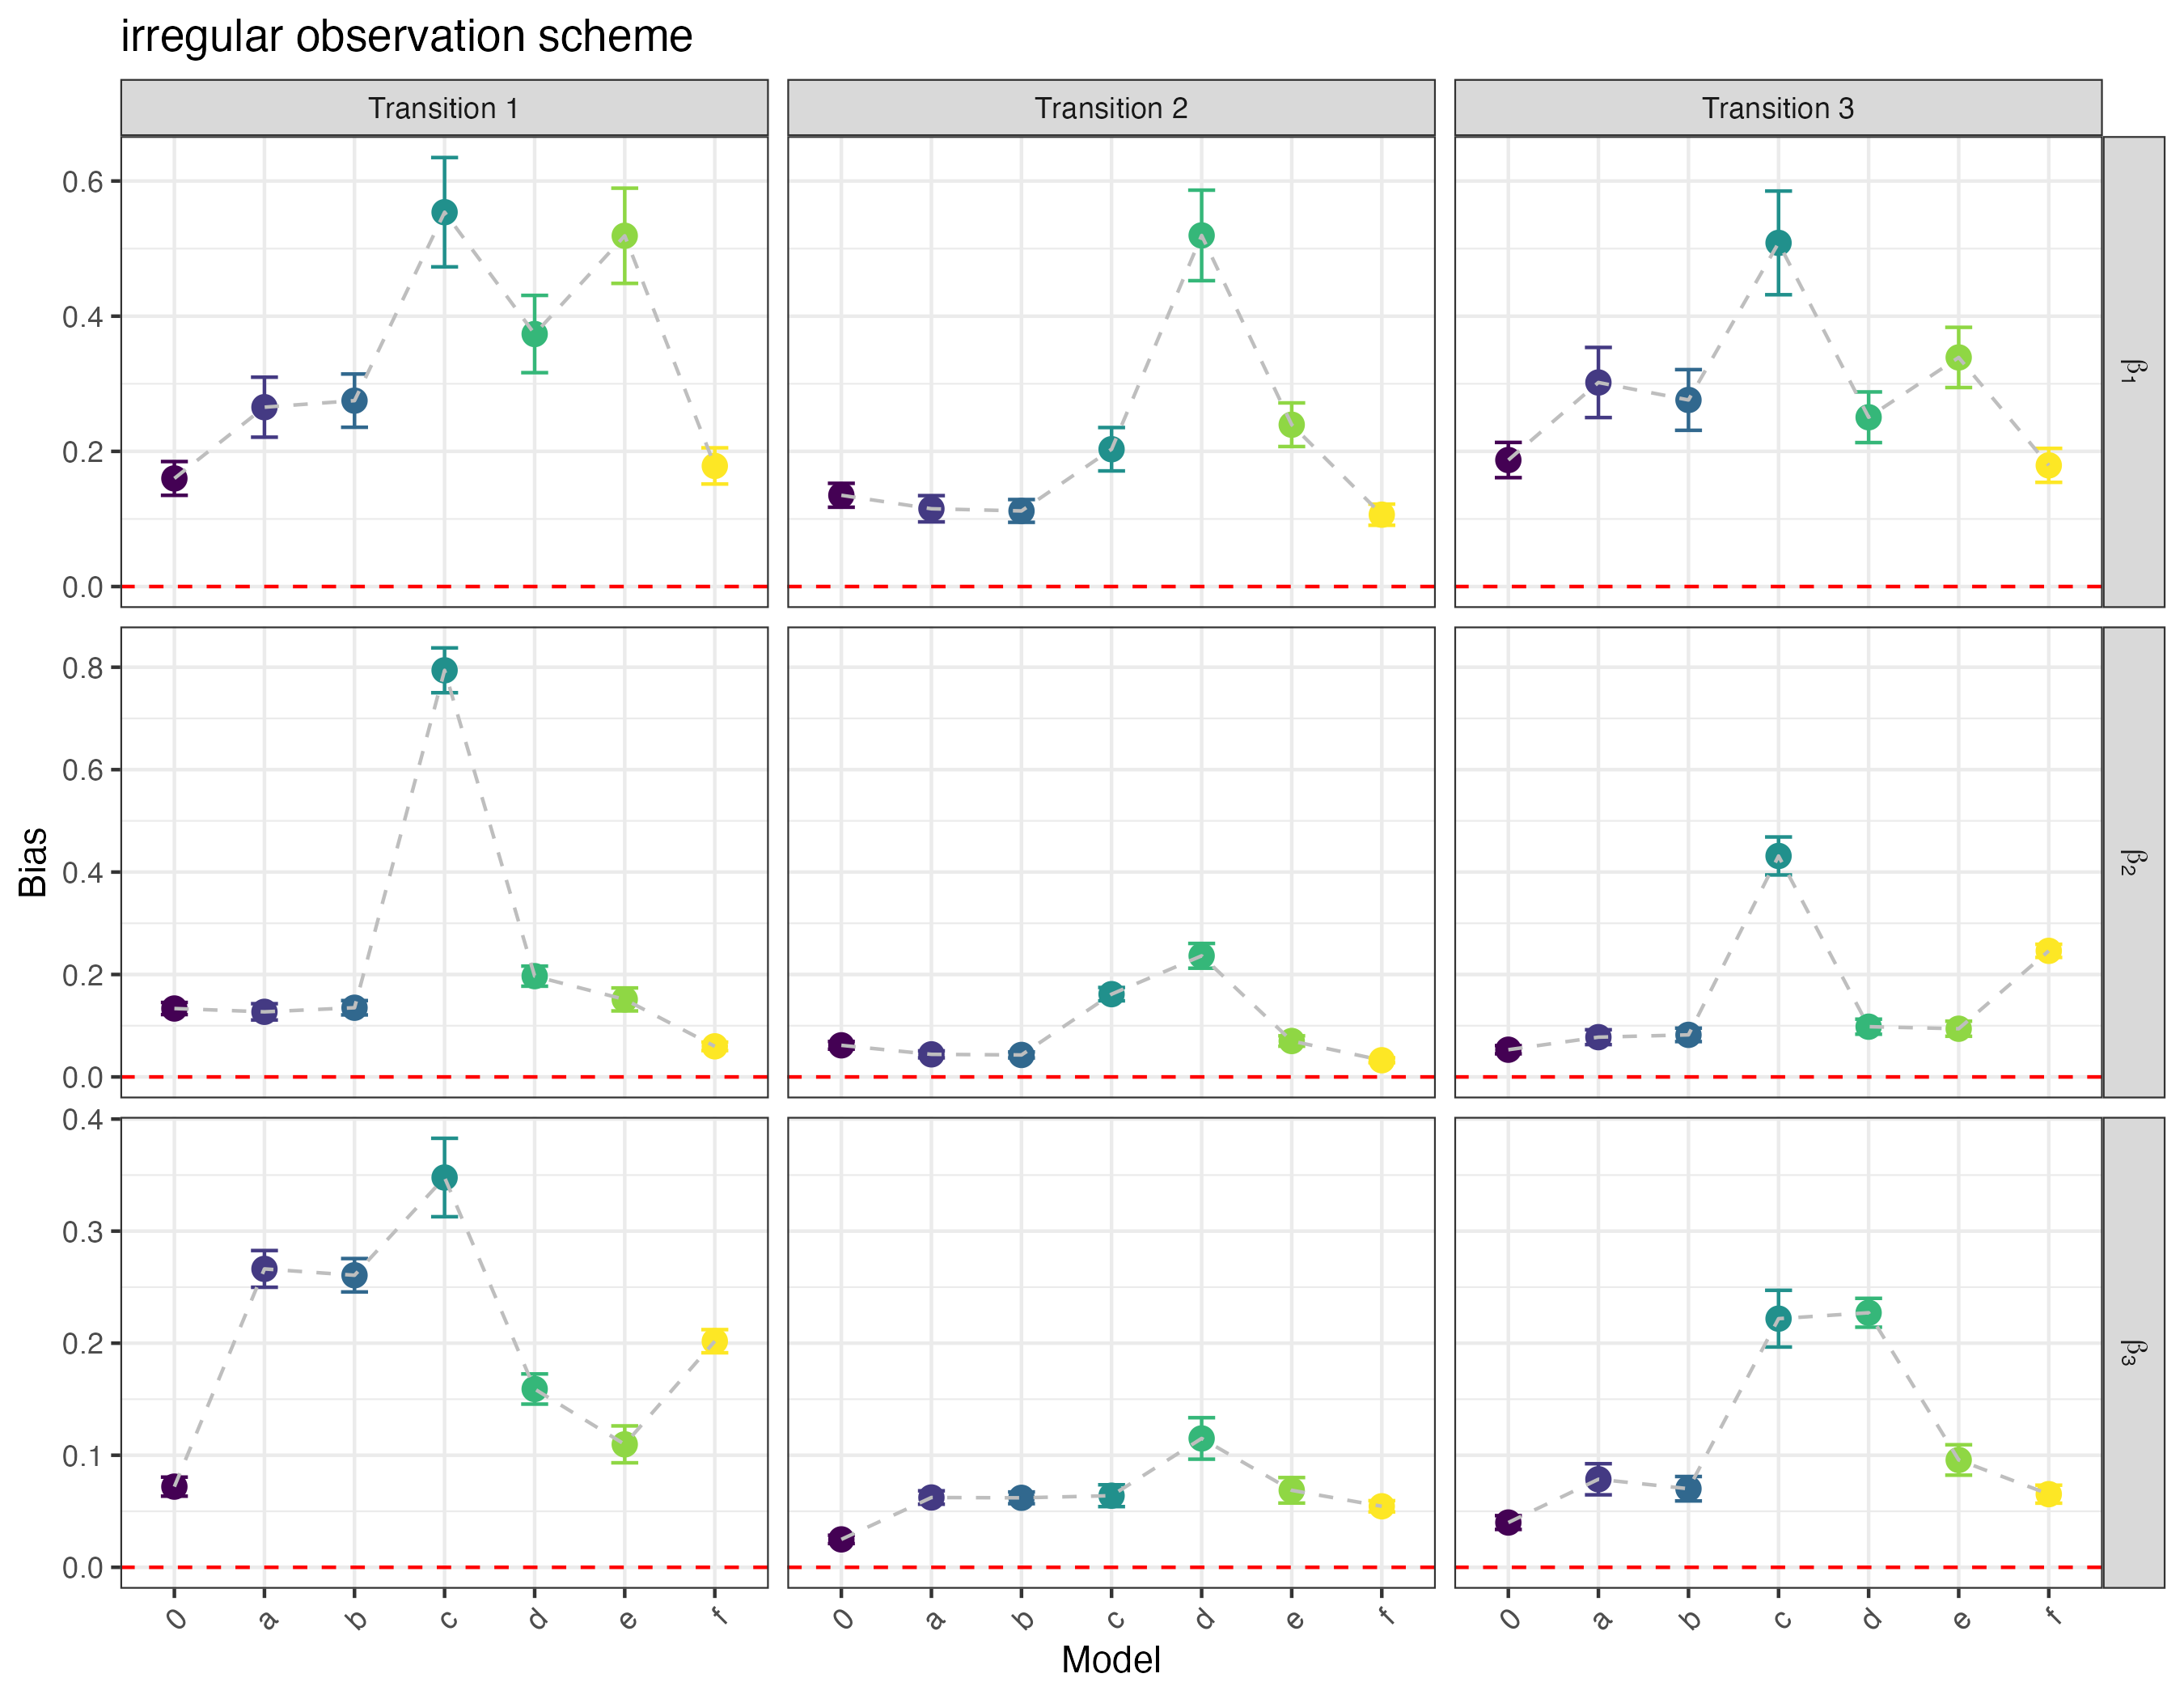 irregular observation scheme
Transition 1 Transition 2 Transition 3
0.6
0.4
0.2
0.0
β1
0.8
0.6
0.4
0.2
0.0
β2
0.4
0.3
0.2
0.1
0.0
β3
Bias
0 a b c d e f 0 a b c d e f 0 a b c d e f
Model